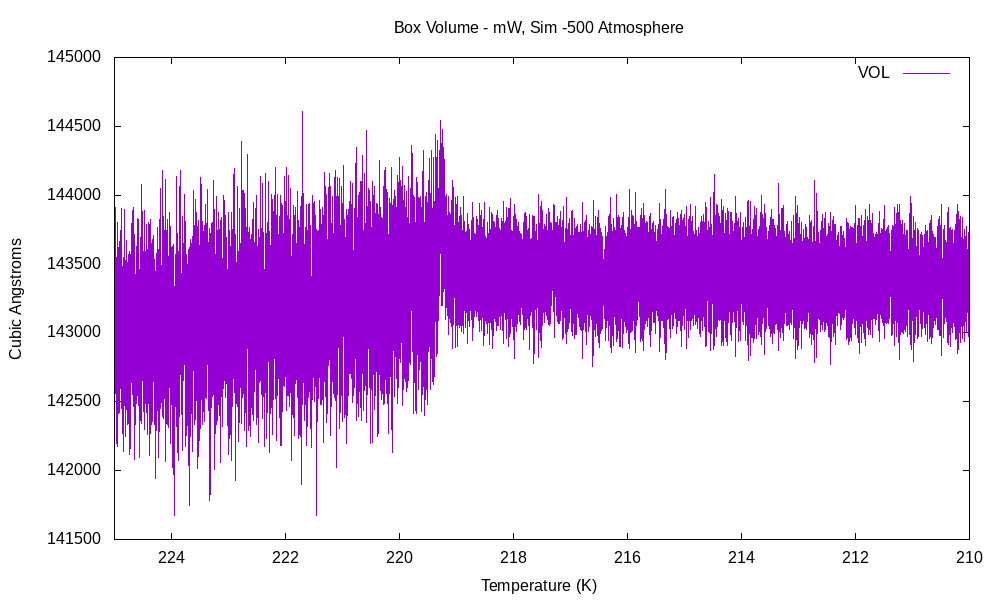 Box Volume - mW, Sim -500 Atmosphere
VOL
145000
144500
144000
143500
143000
142500
142000
141500
Cubic Angstroms
224 222 220 218 216 214 212 210
Temperature (K)